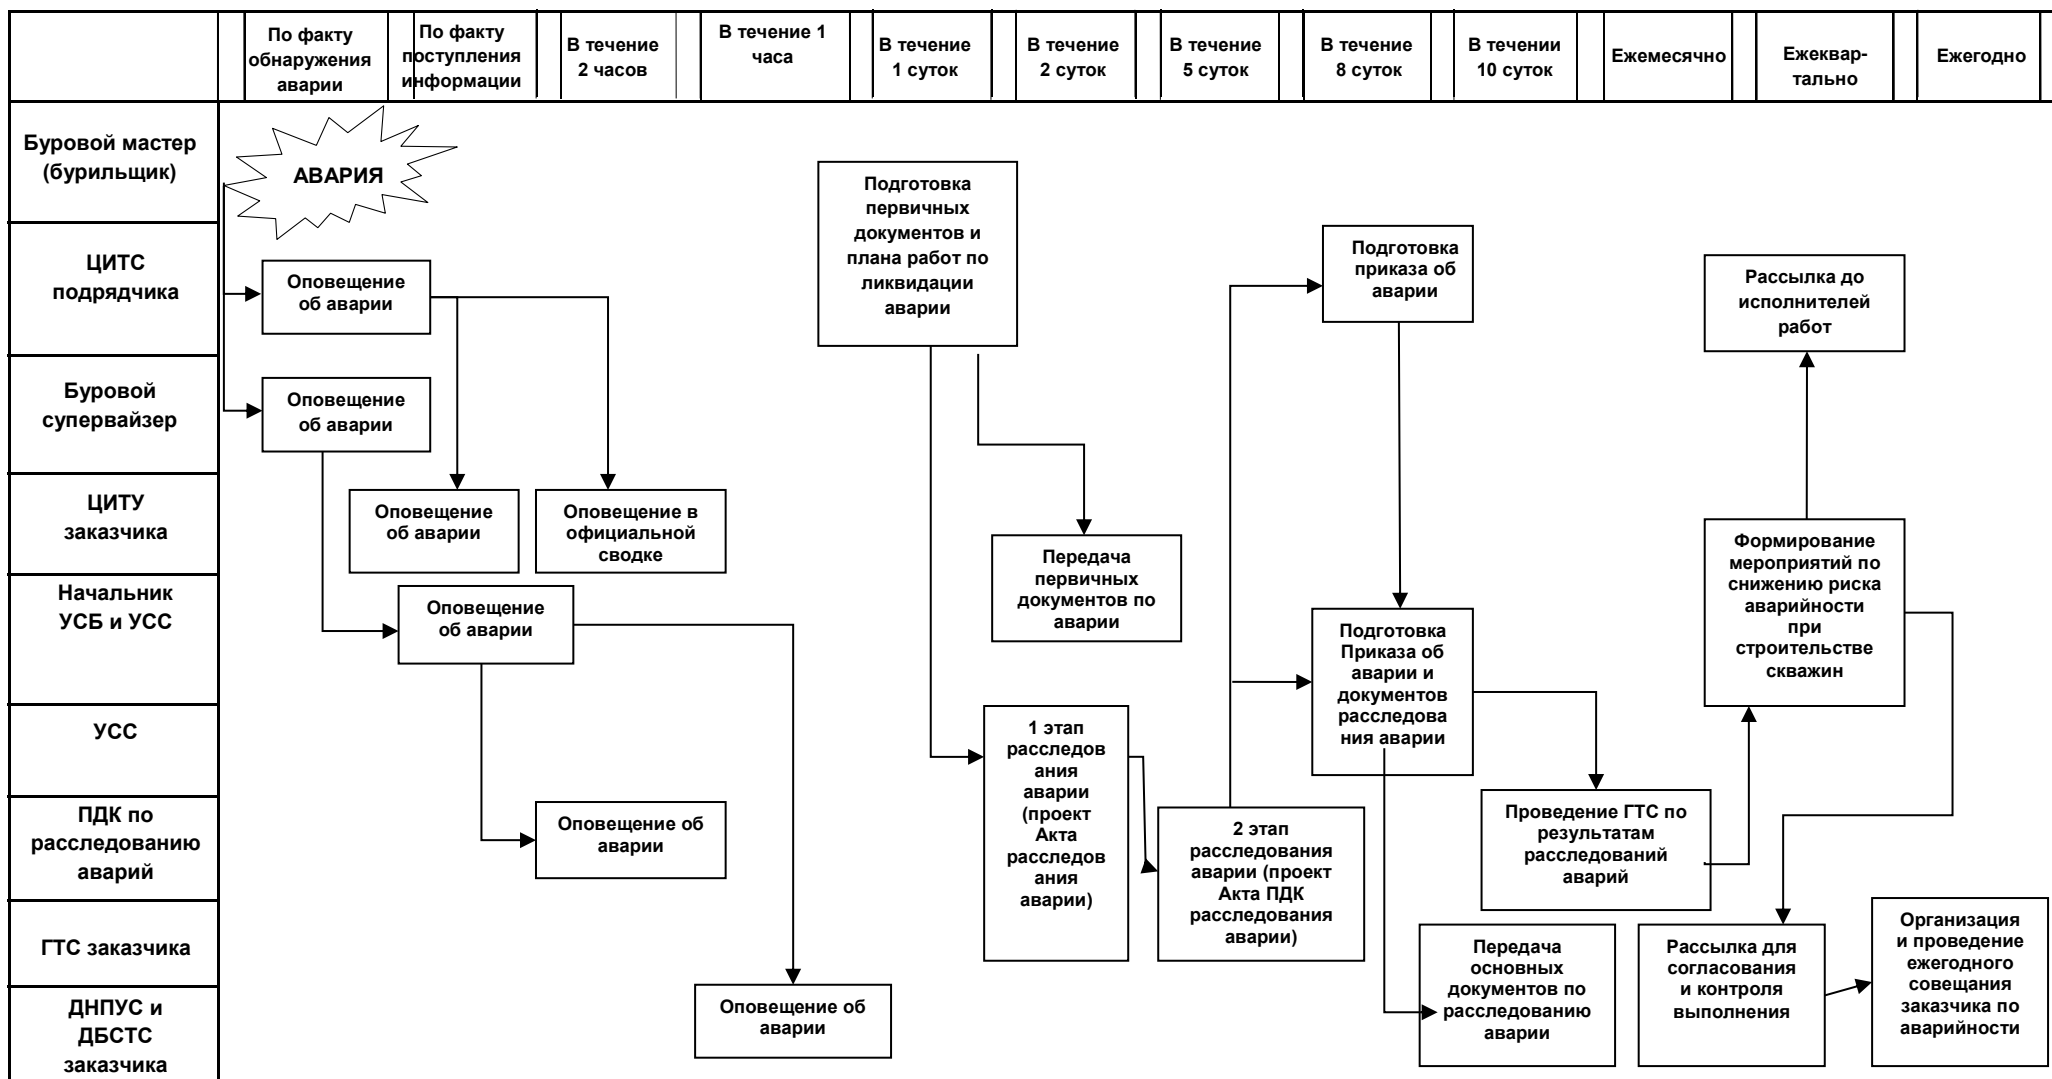 По факту
обнаружения
аварии
По факту
поступления
информации
В течение
2 часов
В течение 1
часа
В течение
1 суток
В течение
2 суток
В течение
5 суток
В течение
8 суток
В течении
10 суток
Ежемесячно
Ежеквар-
тально
Ежегодно
Буровой мастер
(бурильщик)
АВАРИЯ
Подготовка
первичных
документов и
плана работ по
ликвидации
аварии
ЦИТС
подрядчика
Оповещение
об аварии
Подготовка
приказа об
аварии
Рассылка до
исполнителей
работ
Буровой
супервайзер
Оповещение
об аварии
ЦИТУ
заказчика
Оповещение
об аварии
Оповещение в
официальной
сводке
Передача
первичных
документов по
аварии
Формирование
мероприятий по
снижению риска
аварийности
при
строительстве
скважин
Начальник
УСБ и УСС
Оповещение
об аварии
Подготовка
Приказа об
аварии и
документов
расследова
ния аварии
УСС
1 этап
расследов
ания
аварии
(проект
Акта
расследов
ания
аварии)
ПДК по
расследованию
аварий
Оповещение об
аварии
2 этап
расследования
аварии (проект
Акта ПДК
расследования
аварии)
Проведение ГТС по
результатам
расследований
аварий
ГТС заказчика
Передача
основных
документов по
расследованию
аварии
Рассылка для
согласования
и контроля
выполнения
Организация
и проведение
ежегодного
совещания
заказчика по
аварийности
ДНПУС и
ДБСТС
заказчика
Оповещение об
аварии